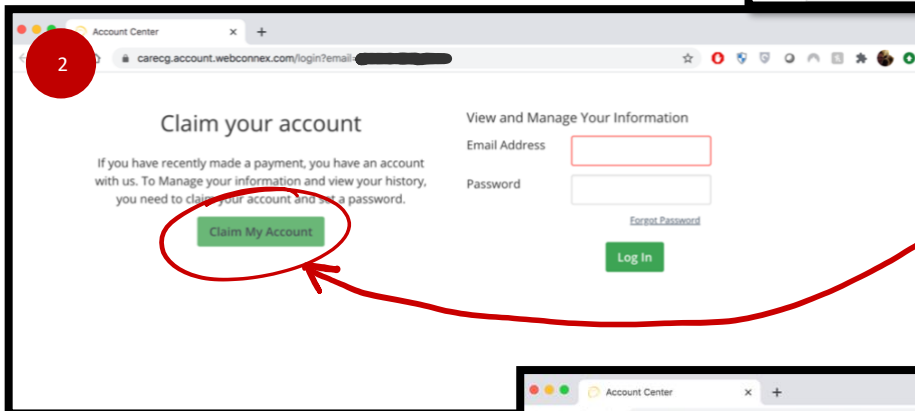 Account Center
2
carecg.account.webconnex.com/login?email=
Claim your account
If you have recently made a payment, you have an account
with us. To Manage your information and view your history,
you need to claim your account and set a password.
Claim My Account
View and Manage Your Information
Email Address
Password
Forgot Password
Log In
Account Center